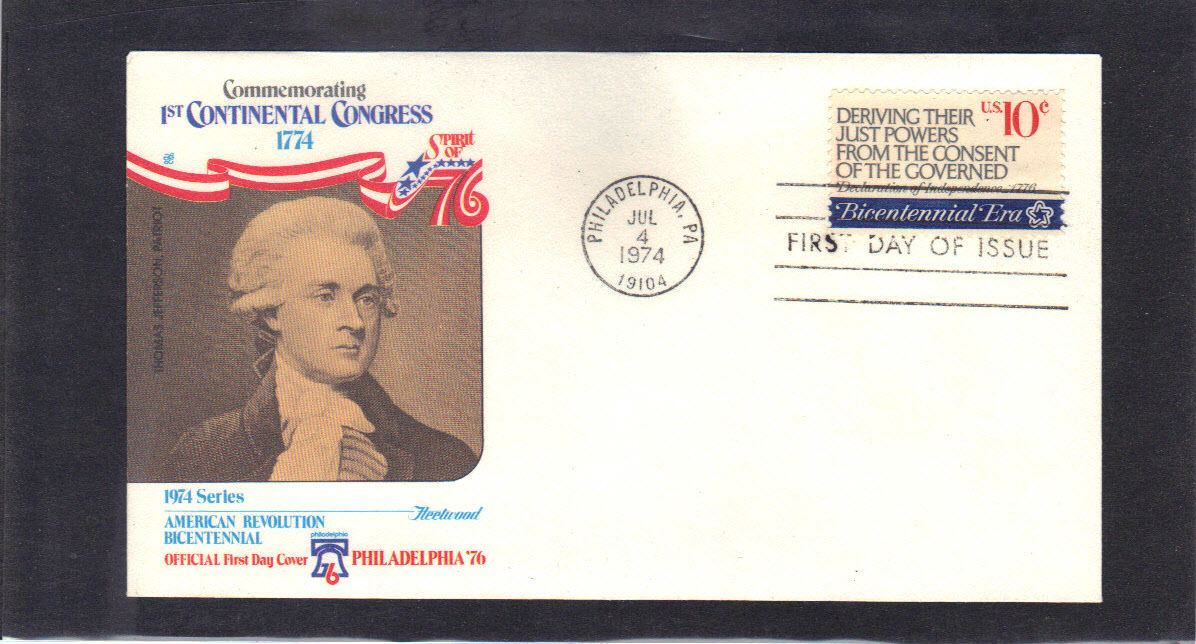 Commemorating
1ST CONTINENTAL CONGRESS
1774
SPIRIT
OF
'76
THOMAS JEFFERSON, PATRIOT
1974 Series
Fleetwood
AMERICAN REVOLUTION
BICENTENNIAL
OFFICIAL First Day Cover
philadelphia
76
PHILADELPHIA '76
PHILADELPHIA, PA
JUL
4
1974
19104
DERIVING THEIR
JUST POWERS
FROM THE CONSENT
OF THE GOVERNED
U.S. 10c
Declaration of Independence, 1776
Bicentennial Era
FIRST DAY OF ISSUE